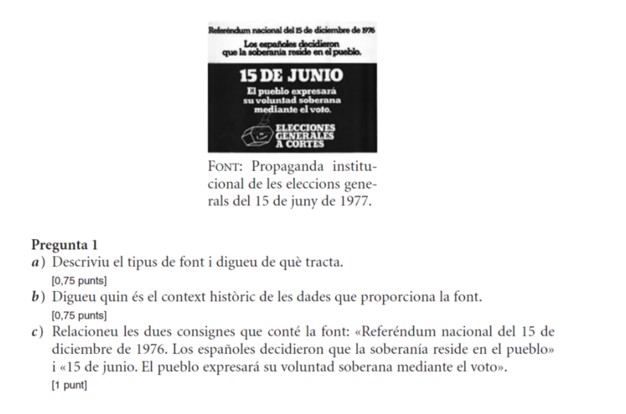 Referéndum nacional del 15 de diciembre de 1976
Los españoles decidieron
que la soberanía reside en el pueblo.
15 DE JUNIO
El pueblo expresará
su voluntad soberana
mediante el voto.
ELECCIONES
GENERALES
A CORTES
FONT: Propaganda institu-
cional de les eleccions gene-
rals del 15 de juny de 1977.
Pregunta 1
a) Descriviu el tipus de font i digueu de què tracta.
[0,75 punts]
b) Digueu quin és el context històric de les dades que proporciona la font.
[0,75 punts]
c) Relacioneu les dues consignes que conté la font: «Referéndum nacional del 15 de
diciembre de 1976. Los españoles decidieron que la soberanía reside en el pueblo»
i «15 de junio. El pueblo expresará su voluntad soberana mediante el voto».
[1 punt]